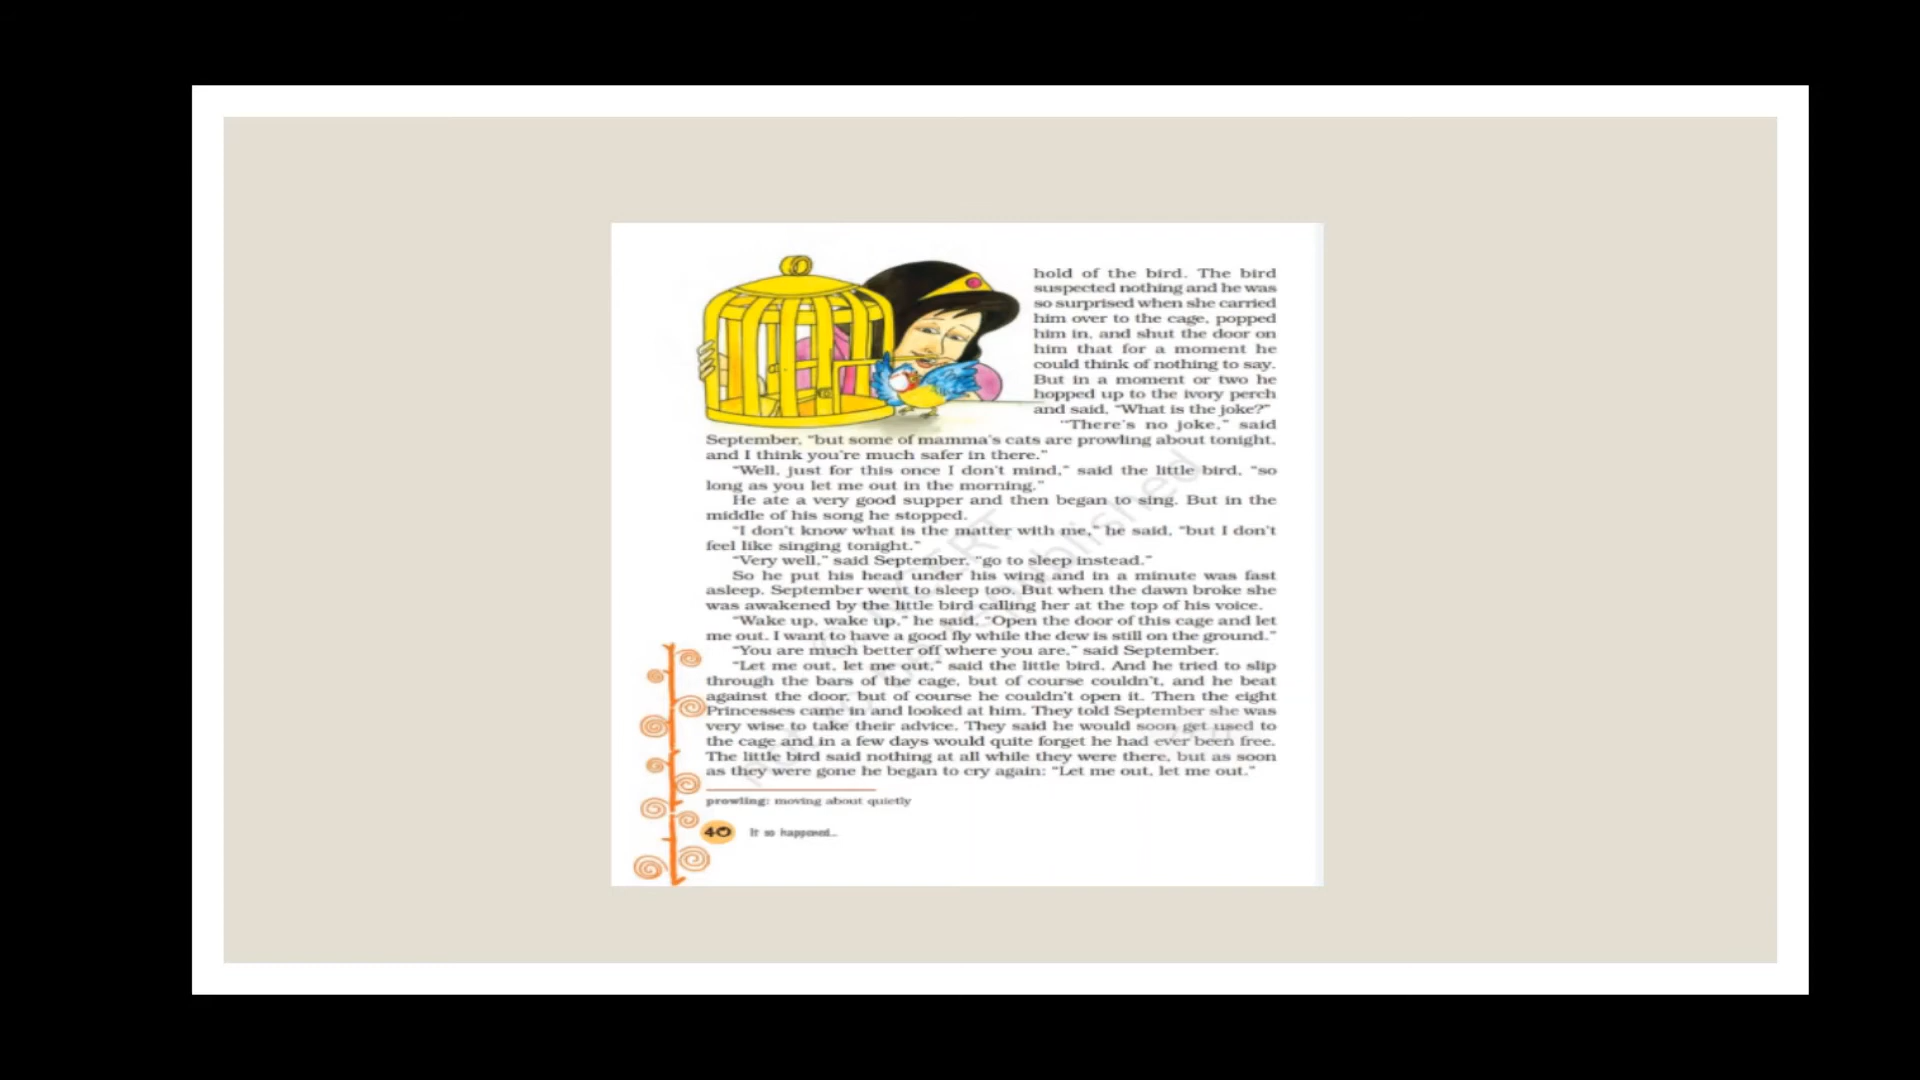 hold of the bird. The bird
suspected nothing and he was
so surprised when she carried
him over to the cage, popped
him in, and shut the door on
him that for a moment he
could think of nothing to say.
But in a moment or two he
hopped up to the ivory perch
and said, “What is the joke?”
“There’s no joke,” said
September, “but some of mamma’s cats are prowling about tonight,
and I think you’re much safer in there.”
“Well, just for this once I don’t mind,” said the little bird, “so
long as you let me out in the morning.”
He ate a very good supper and then began to sing. But in the
middle of his song he stopped.
“I don’t know what is the matter with me,” he said, “but I don’t
feel like singing tonight.”
“Very well,” said September, “go to sleep instead.”
So he put his head under his wing and in a minute was fast
asleep. September went to sleep too. But when the dawn broke she
was awakened by the little bird calling her at the top of his voice.
“Wake up, wake up,” he said, “Open the door of this cage and let
me out. I want to have a good fly while the dew is still on the ground.”
“You are much better off where you are,” said September.
“Let me out, let me out,” said the little bird. And he tried to slip
through the bars of the cage, but of course couldn’t, and he beat
against the door, but of course he couldn’t open it. Then the eight
Princesses came in and looked at him. They told September she was
very wise to take their advice. They said he would soon get used to
the cage and in a few days would quite forget he had ever been free.
The little bird said nothing at all while they were there, but as soon
as they were gone he began to cry again: “Let me out, let me out.”
prowling: moving about quietly
40 It so happened...